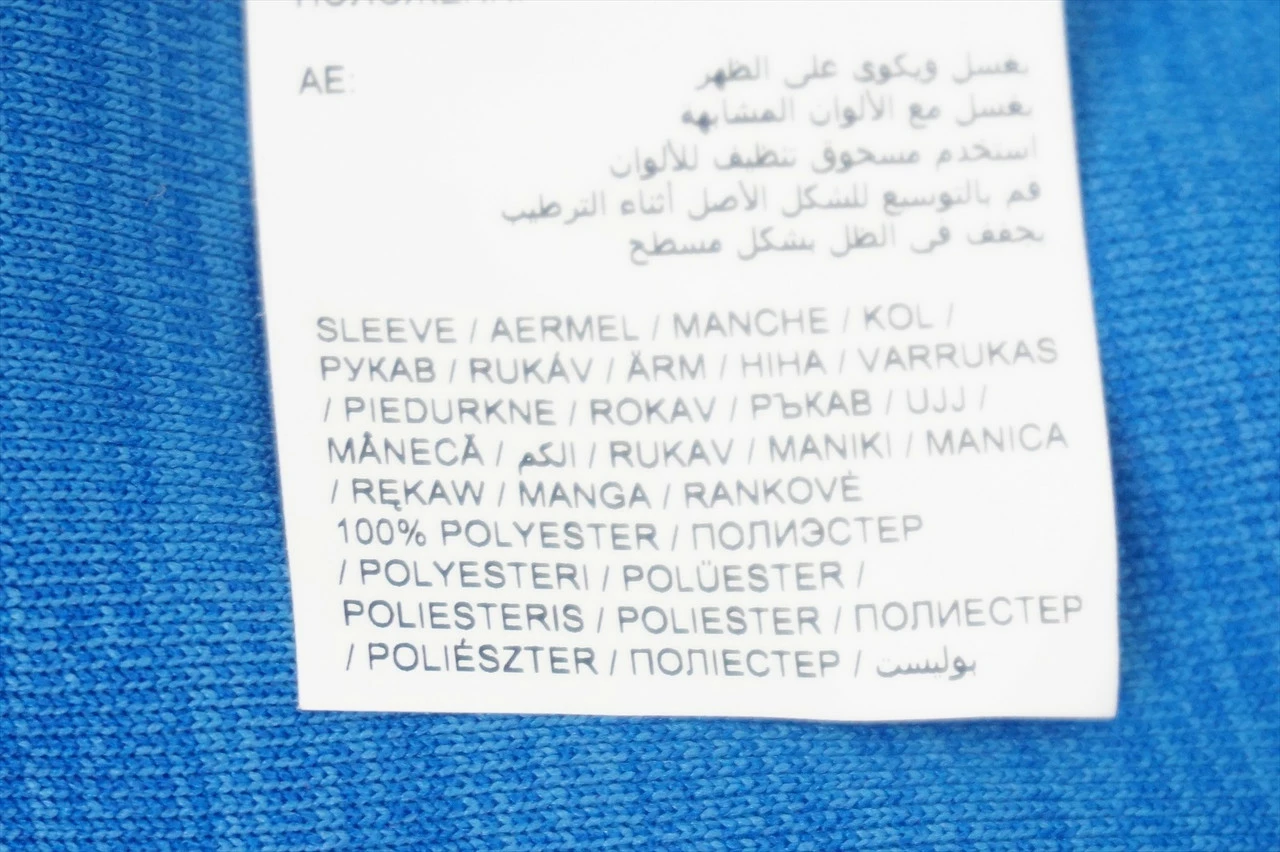 AE:
يغسل ويكوى على الظهر
يغسل مع الألوان المشابهه
استخدم مسحوق تنظيف للألوان
قم بالتوسيع للشكل الأصل أثناء الترطيب
يجفف في الظل بشكل مسطح
SLEEVE / AERMEL / MANCHE / KOL /
РУКАВ / RUKÁV / ÄRM / HIHA / VARRUKAS
/ PIEDURKNE / ROKAV / РЪКАВ / UJJ /
MÂNECĂ / الكم / RUKAV / MANIKI / MANICA
/ RĘKAW / MANGA / RANKOVĖ
100% POLYESTER / ПОЛИЭСТЕР
/ POLYESTERI / POLÜESTER /
POLIESTERIS / POLIESTER / ПОЛИЕСТЕР
/ POLIÉSZTER / ПОЛІЕСТЕР / بوليست